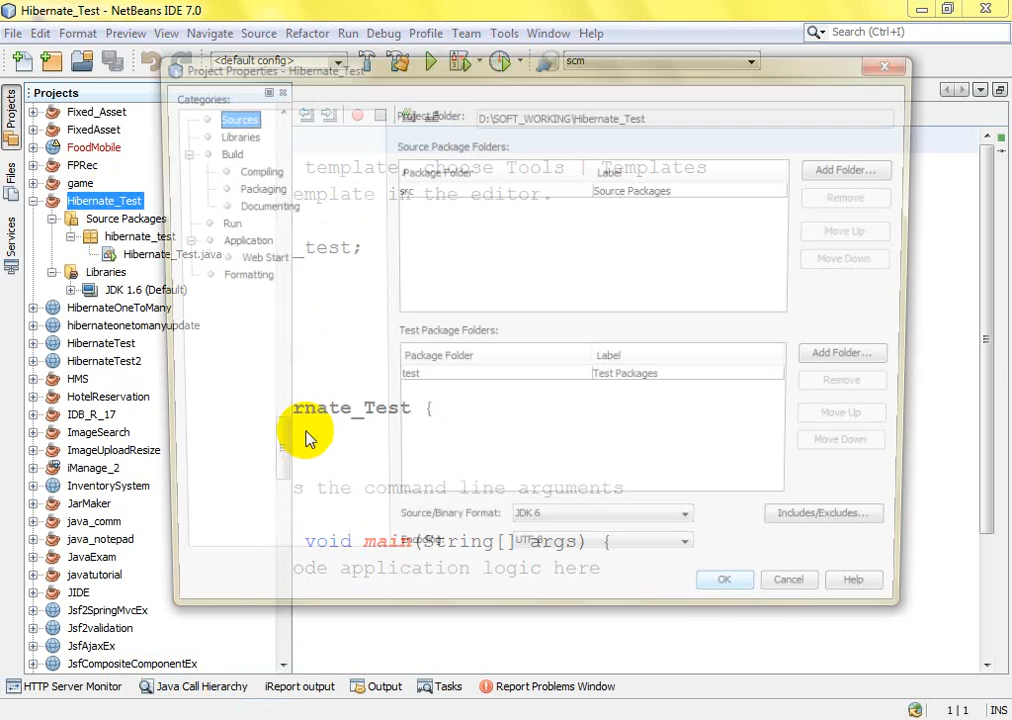 Hibernate_Test - NetBeans IDE 7.0
File Edit Format Preview View Navigate Source Refactor Run Debug Profile Team Tools Window Help
Search (Ctrl+I)
<default config>
scm
Project Properties - Hibernate_Test
Projects
Files
Services
Projects
Fixed_Asset
FixedAsset
FoodMobile
FPRec
game
Hibernate_Test
Source Packages
hibernate_test
Hibernate_Test.java
Libraries
JDK 1.6 (Default)
HibernateOneToMany
hibernateonetomanyupdate
HibernateTest
HibernateTest2
HMS
HotelReservation
IDB_R_17
ImageSearch
ImageUploadResize
iManage_2
InventorySystem
JarMaker
java_comm
java_notepad
JavaExam
javatutorial
JIDE
Jsf2SpringMvcEx
Jsf2validation
JsfAjaxEx
JsfCompositeComponentEx
Categories:
Sources
Libraries
Build
Compiling
Packaging
Documenting
Run
Application
Web Start
Formatting
Project Folder: D:\SOFT_WORKING\Hibernate_Test
Source Package Folders:
Package Folder Label
src Source Packages
Add Folder...
Remove
Move Up
Move Down
Test Package Folders:
Package Folder Label
test Test Packages
Add Folder...
Remove
Move Up
Move Down
Source/Binary Format: JDK 6
Includes/Excludes...
Encoding: UTF-8
OK Cancel Help
template, choose Tools | Templates
emplate in the editor.
_test;
rnate_Test {
s the command line arguments
void main(String[] args) {
ode application logic here
HTTP Server Monitor Java Call Hierarchy iReport output Output Tasks Report Problems Window
1 | 1 INS